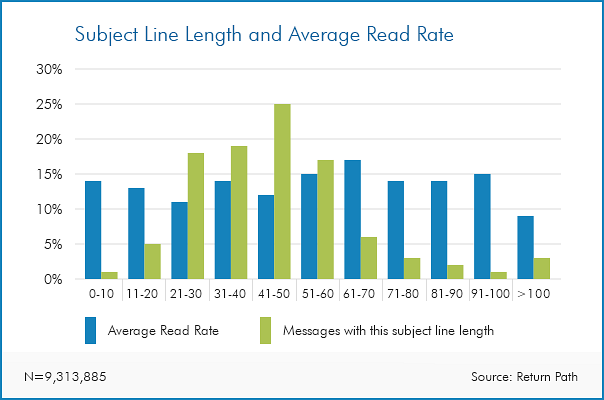 Subject Line Length and Average Read Rate
30%
25%
20%
15%
10%
5%
0%
0-10 11-20 21-30 31-40 41-50 51-60 61-70 71-80 81-90 91-100 >100
Average Read Rate Messages with this subject line length
N=9,313,885 Source: Return Path